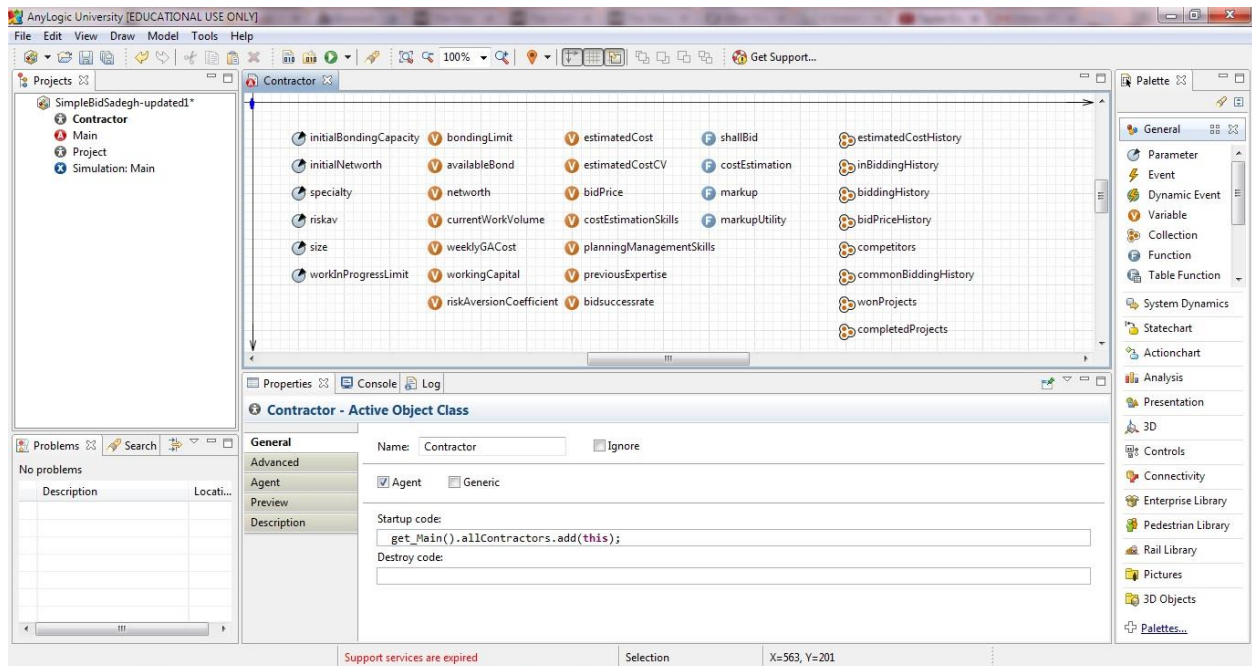 AnyLogic University [EDUCATIONAL USE ONLY]
File Edit View Draw Model Tools Help
100% Get Support...
Projects
SimpleBidSadegh-updated1*
Contractor
Main
Project
Simulation: Main
Contractor
initialBondingCapacity bondingLimit estimatedCost shallBid estimatedCostHistory
initialNetworth availableBond estimatedCostCV costEstimation inBiddingHistory
specialty networth bidPrice markup biddingHistory
riskav currentWorkVolume costEstimationSkills markupUtility bidPriceHistory
size weeklyGACost planningManagementSkills competitors
workInProgressLimit workingCapital previousExpertise commonBiddingHistory
riskAversionCoefficient bidsuccessrate wonProjects
completedProjects
Palette
General
Parameter
Event
Dynamic Event
Variable
Collection
Function
Table Function
System Dynamics
Statechart
Actionchart
Analysis
Presentation
3D
Controls
Connectivity
Enterprise Library
Pedestrian Library
Rail Library
Pictures
3D Objects
Palettes...
Problems Search
No problems
Description Locati...
Properties Console Log
Contractor - Active Object Class
General
Advanced
Agent
Preview
Description
Name: Contractor Ignore
Agent Generic
Startup code:
get_Main().allContractors.add(this);
Destroy code:
Support services are expired Selection X=563, Y=201